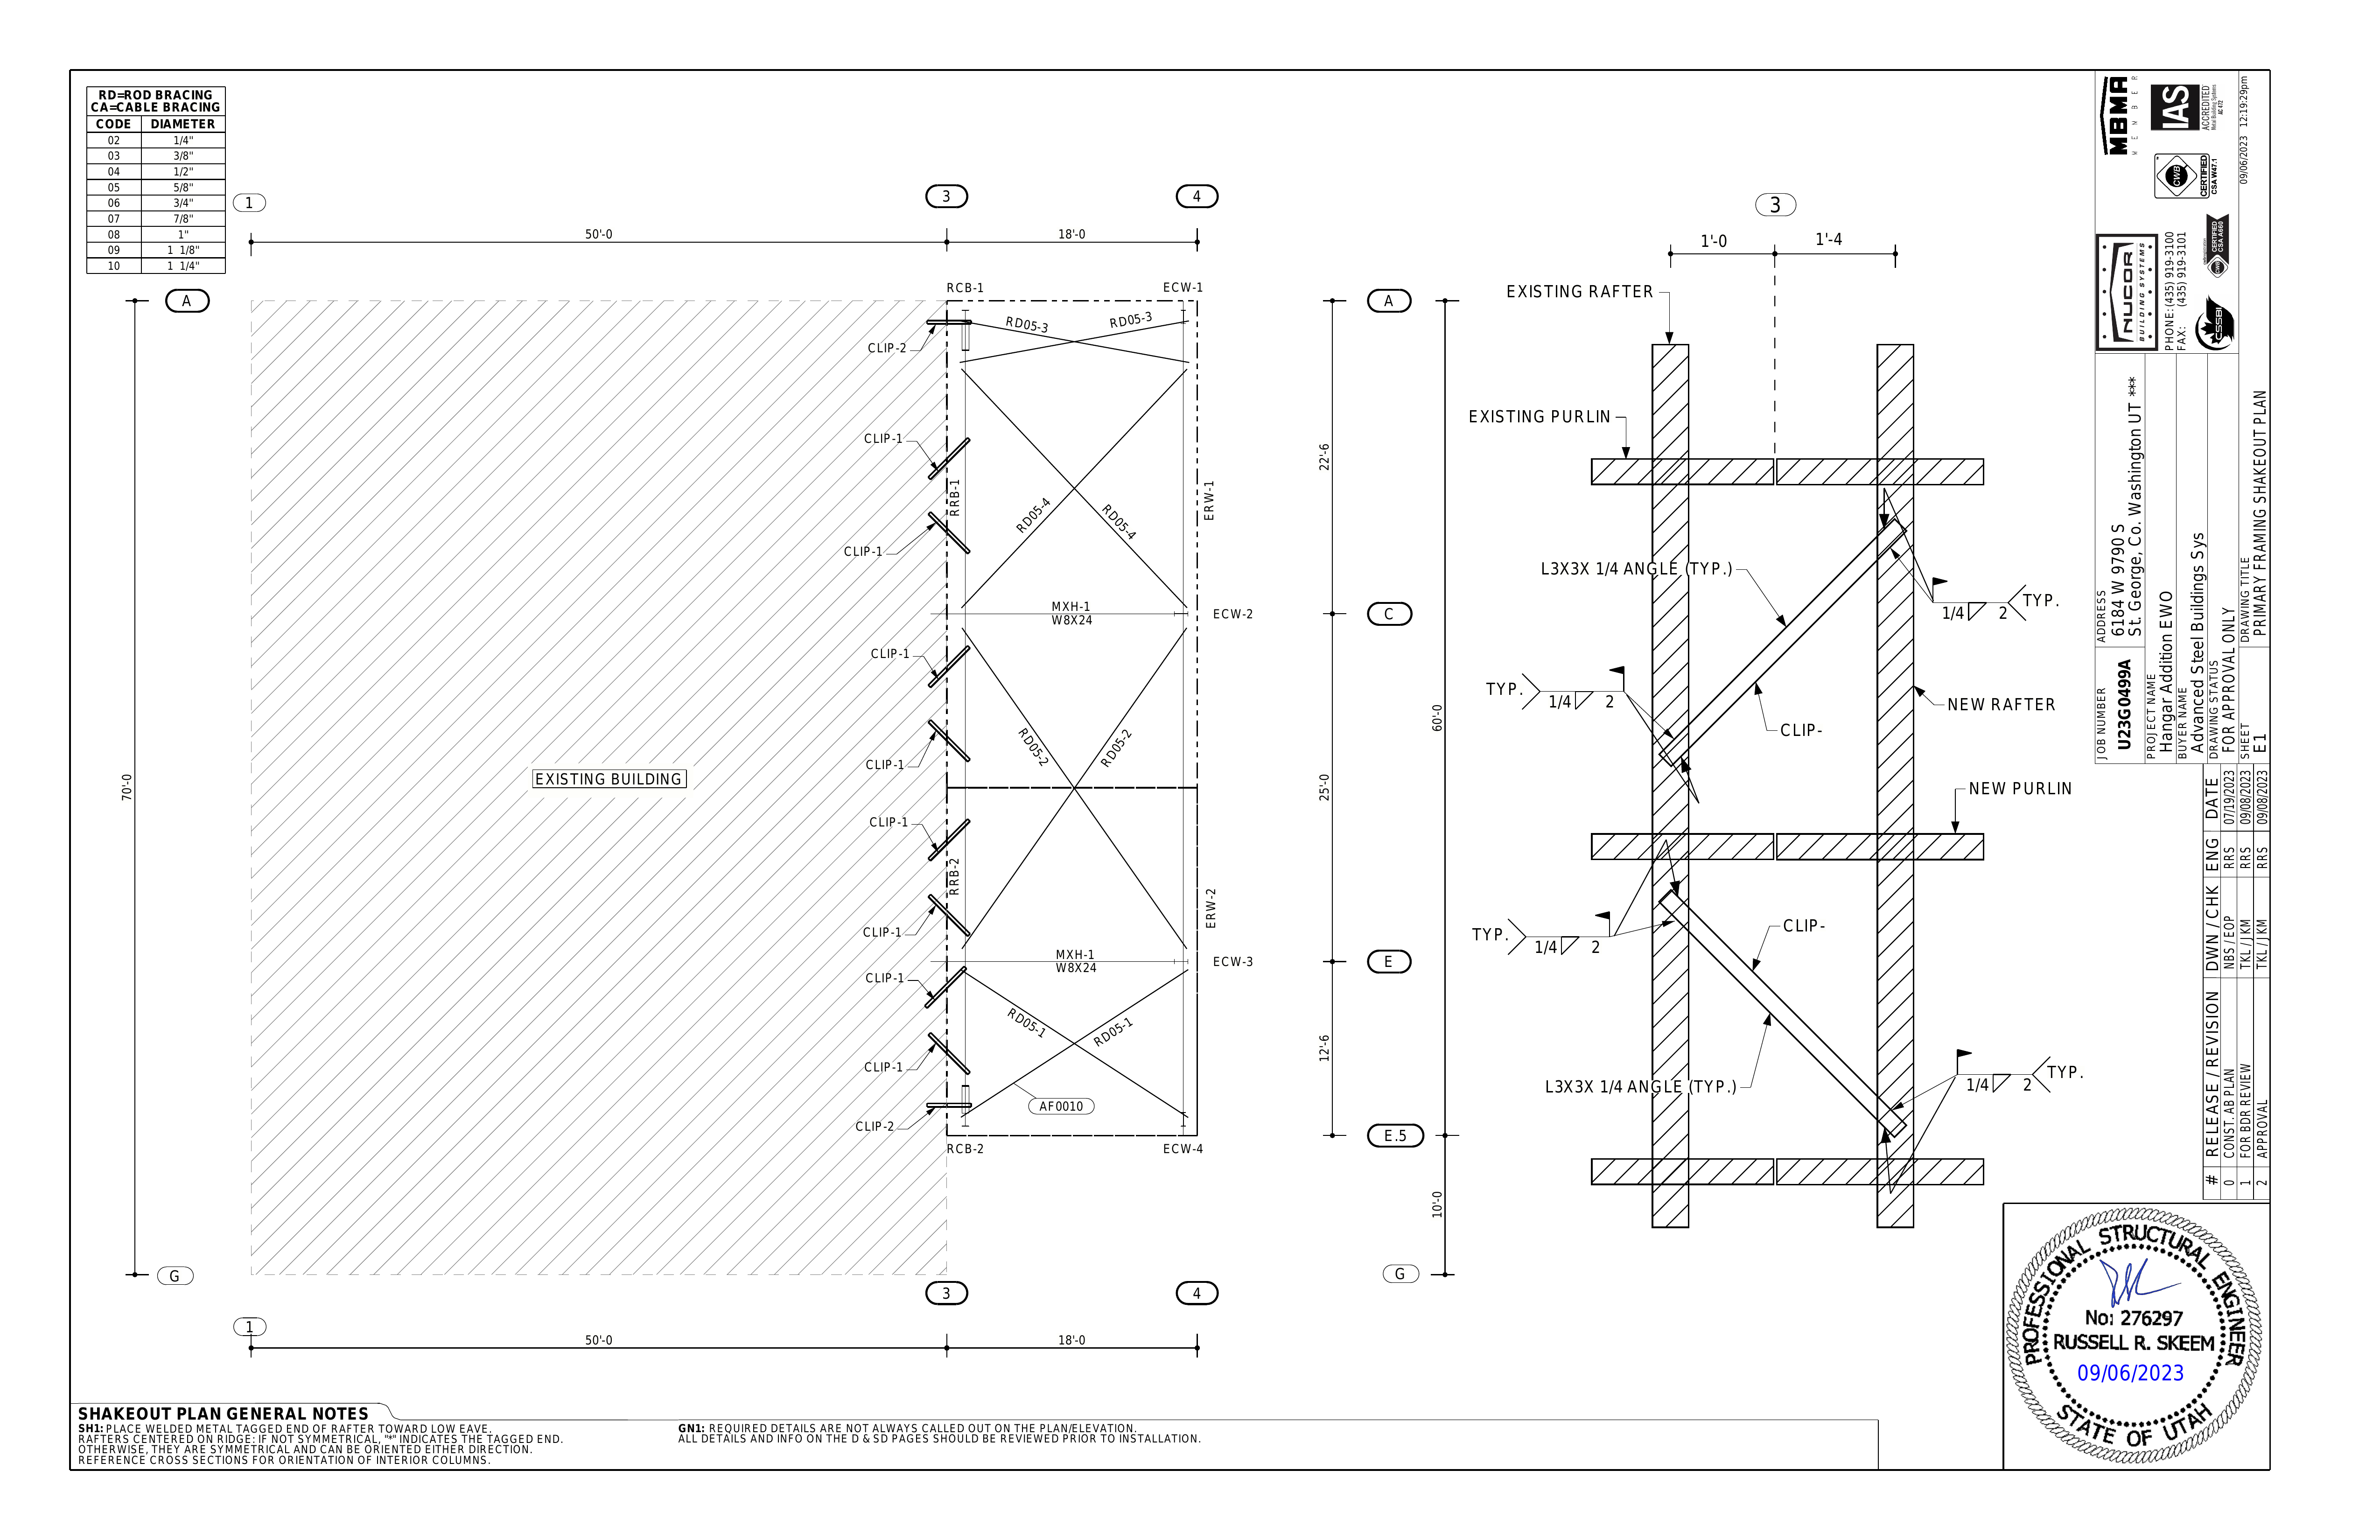 RD=ROD BRACING
CA=CABLE BRACING
CODE DIAMETER
02 1/4"
03 3/8"
04 1/2"
05 5/8"
06 3/4"
07 7/8"
08 1"
09 1 1/8"
10 1 1/4"
1
3
4
50'-0
18'-0
A
G
70'-0
EXISTING BUILDING
RCB-1
ECW-1
RD05-3
RD05-3
CLIP-2
CLIP-1
RRB-1
ERW-1
RD05-4
RD05-4
CLIP-1
MXH-1
W8X24
ECW-2
CLIP-1
RD05-2
RD05-2
CLIP-1
CLIP-1
RRB-2
ERW-2
CLIP-1
MXH-1
W8X24
ECW-3
CLIP-1
RD05-1
RD05-1
CLIP-1
AF0010
CLIP-2
RCB-2
ECW-4
3
4
1
50'-0
18'-0
A
22'-6
C
25'-0
60'-0
E
12'-6
E.5
10'-0
G
3
1'-0
1'-4
EXISTING RAFTER
EXISTING PURLIN
L3X3X 1/4 ANGLE (TYP.)
1/4 2 TYP.
TYP. 1/4 2
CLIP-
NEW RAFTER
NEW PURLIN
TYP. 1/4 2
CLIP-
L3X3X 1/4 ANGLE (TYP.)
1/4 2 TYP.
MBMA
MEMBER
IAS
ACCREDITED
Metal Building Systems
AC 472
CWB
CERTIFIED
CSA W47.1
CWB
CERTIFIED
CSA A660
CSSBI
NUCOR
BUILDING SYSTEMS
PHONE:(435) 919-3100
FAX: (435) 919-3101
09/06/2023 12:19:29pm
JOB NUMBER
U23G0499A
ADDRESS
6184 W 9790 S
St. George, Co. Washington UT ***
PROJECT NAME
Hangar Addition EWO
BUYER NAME
Advanced Steel Buildings Sys
DRAWING STATUS
FOR APPROVAL ONLY
SHEET
E1
DRAWING TITLE
PRIMARY FRAMING SHAKEOUT PLAN
# RELEASE / REVISION DWN / CHK ENG DATE
0 CONST. AB PLAN NBS / EOP RRS 07/19/2023
1 FOR BDR REVIEW TKL / JKM RRS 09/08/2023
2 APPROVAL TKL / JKM RRS 09/08/2023
PROFESSIONAL STRUCTURAL ENGINEER
No: 276297
RUSSELL R. SKEEM
09/06/2023
STATE OF UTAH
SHAKEOUT PLAN GENERAL NOTES
SH1: PLACE WELDED METAL TAGGED END OF RAFTER TOWARD LOW EAVE.
RAFTERS CENTERED ON RIDGE: IF NOT SYMMETRICAL, "*" INDICATES THE TAGGED END.
OTHERWISE, THEY ARE SYMMETRICAL AND CAN BE ORIENTED EITHER DIRECTION.
REFERENCE CROSS SECTIONS FOR ORIENTATION OF INTERIOR COLUMNS.
GN1: REQUIRED DETAILS ARE NOT ALWAYS CALLED OUT ON THE PLAN/ELEVATION.
ALL DETAILS AND INFO ON THE D & SD PAGES SHOULD BE REVIEWED PRIOR TO INSTALLATION.